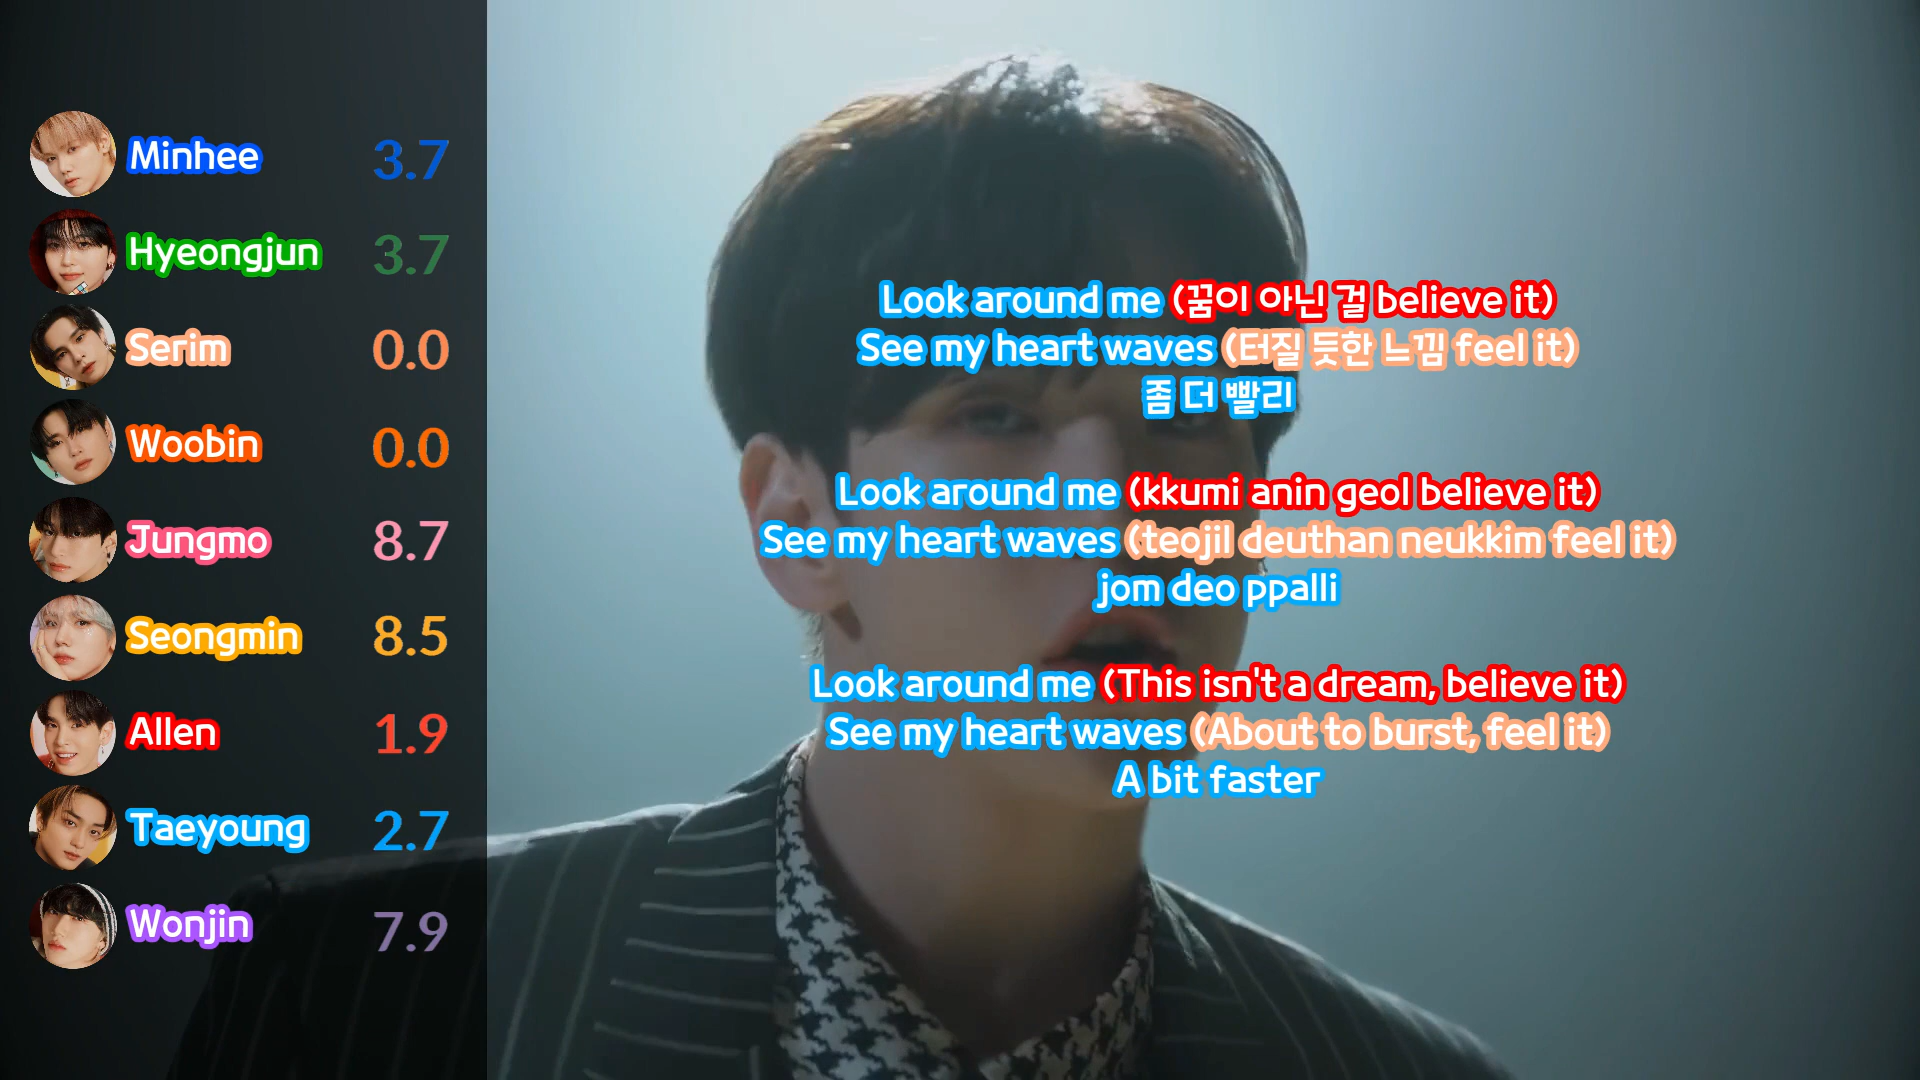 Minhee 3.7
Hyeongjun 3.7
Serim 0.0
Woobin 0.0
Jungmo 8.7
Seongmin 8.5
Allen 1.9
Taeyoung 2.7
Wonjin 7.9
Look around me (꿈이 아닌 걸 believe it)
See my heart waves (터질 듯한 느낌 feel it)
좀 더 빨리
Look around me (kkumi anin geol believe it)
See my heart waves (teojil deuthan neukkim feel it)
jom deo ppalli
Look around me (This isn't a dream, believe it)
See my heart waves (About to burst, feel it)
A bit faster